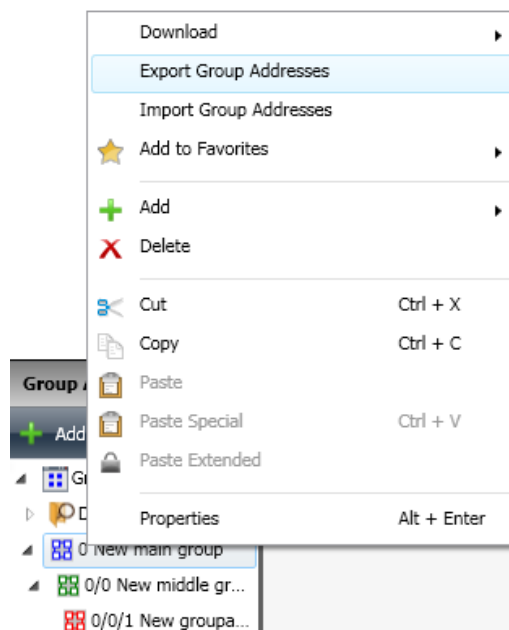 Download
Export Group Addresses
Import Group Addresses
Add to Favorites
Add
Delete
Cut Ctrl + X
Copy Ctrl + C
Paste
Paste Special Ctrl + V
Paste Extended
Properties Alt + Enter
Group
Add
0 New main group
0/0 New middle gr...
0/0/1 New groupa...